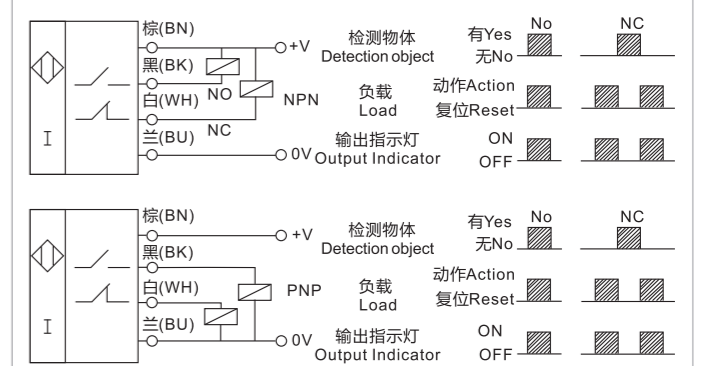 棕(BN)
+V
黑(BK)
NO
白(WH)
NC
NPN
兰(BU)
0V
I
检测物体
Detection object
有Yes
无No
No
NC
负载
Load
动作Action
复位Reset
输出指示灯
Output Indicator
ON
OFF
棕(BN)
+V
黑(BK)
白(WH)
PNP
兰(BU)
0V
I
检测物体
Detection object
有Yes
无No
No
NC
负载
Load
动作Action
复位Reset
输出指示灯
Output Indicator
ON
OFF